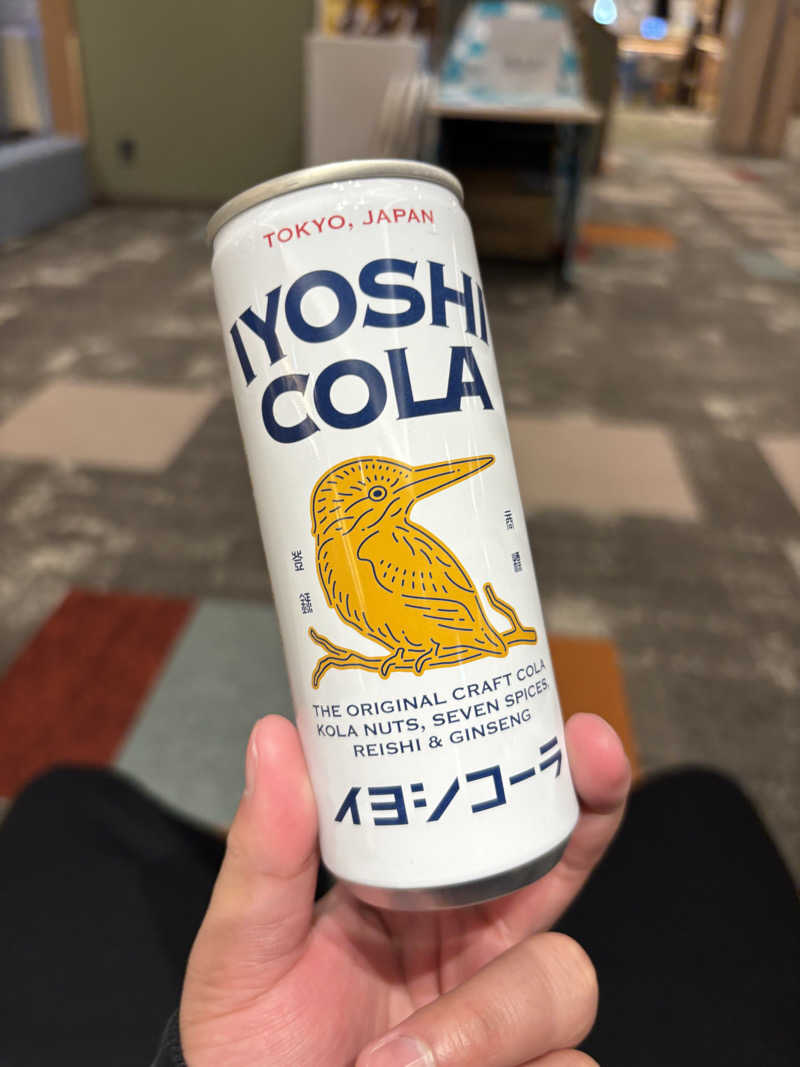 TOKYO, JAPAN
IYOSHI
COLA
THE ORIGINAL CRAFT COLA
KOLA NUTS, SEVEN SPICES,
REISHI & GINSENG
イヨシコーラ